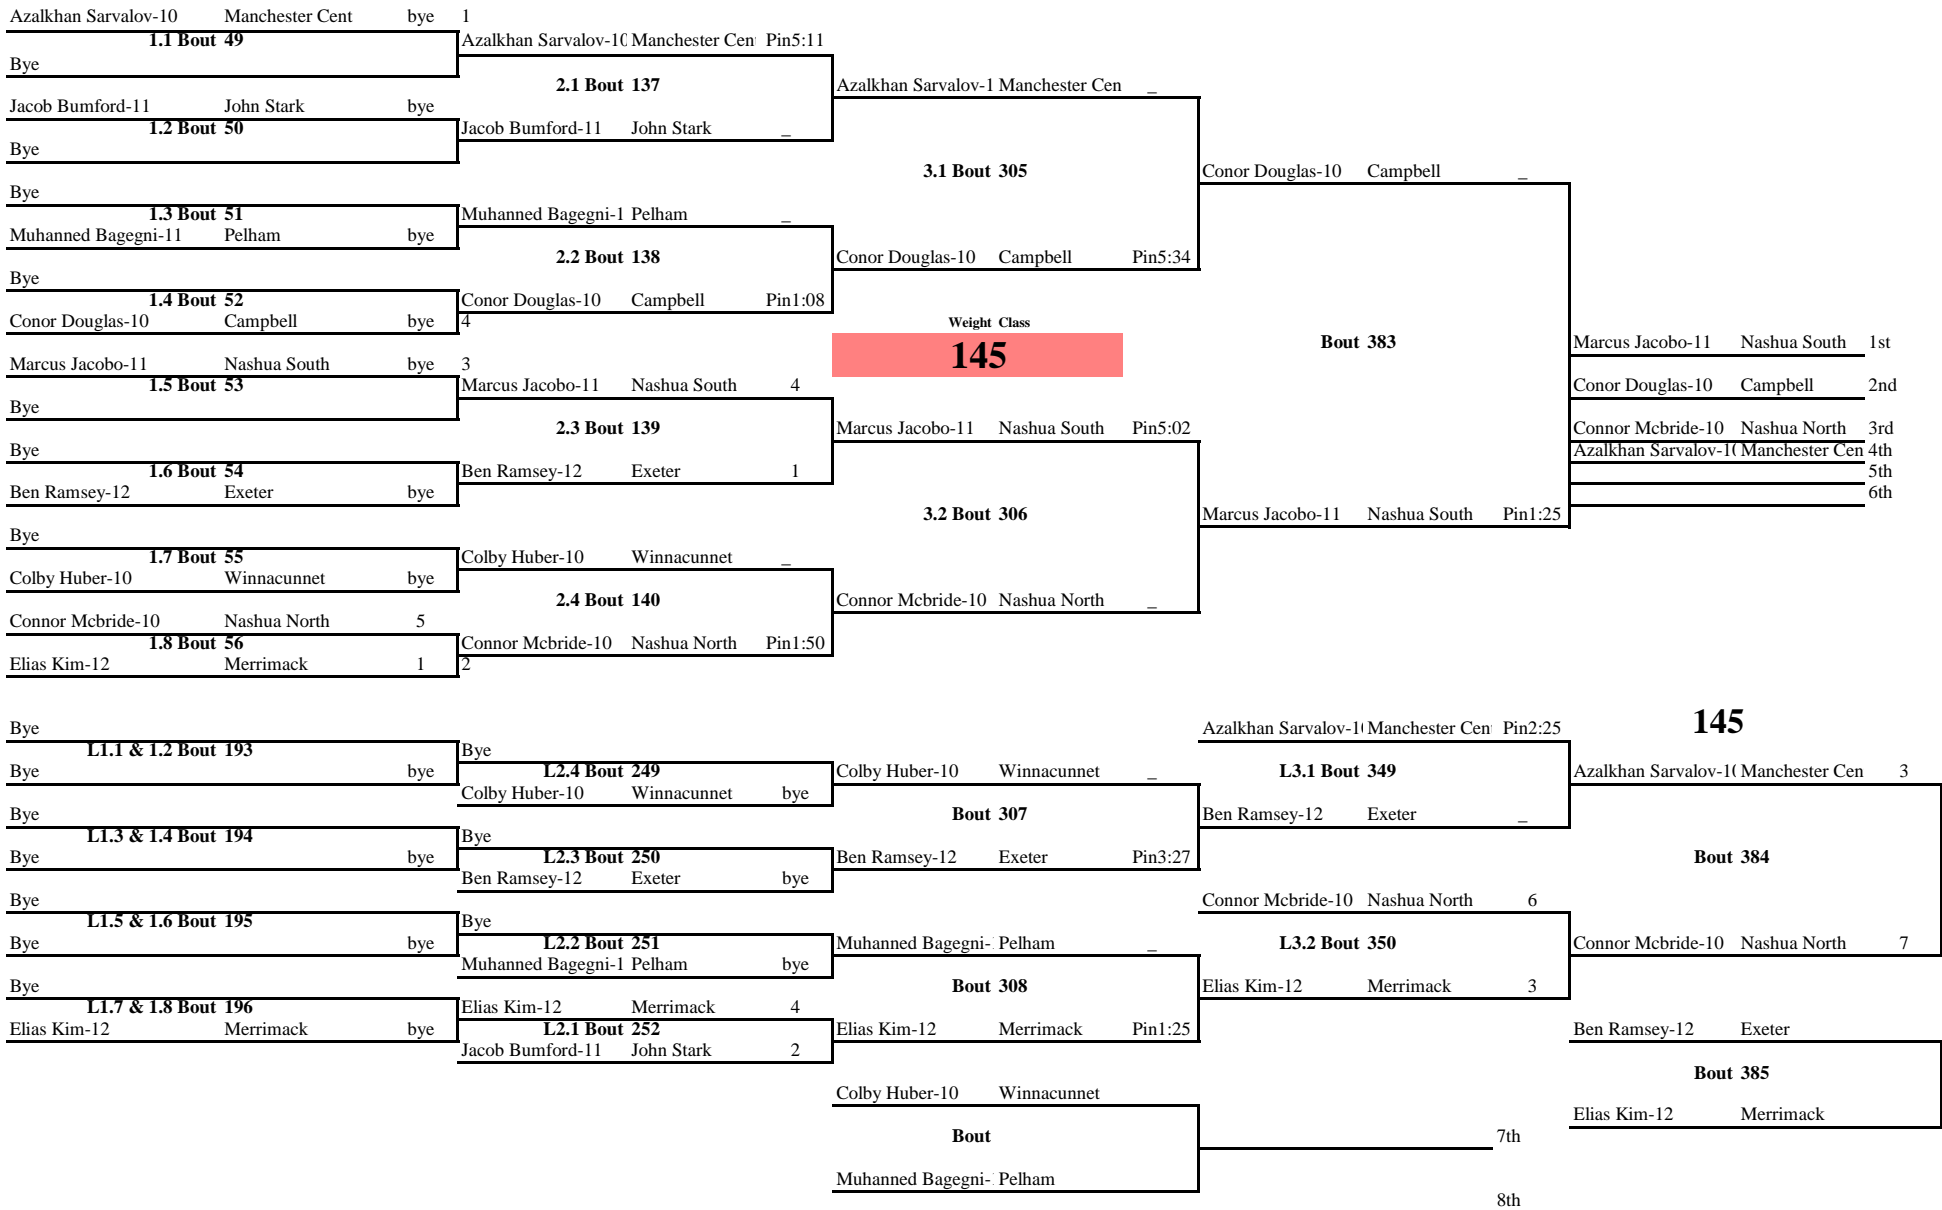 Azalkhan Sarvalov-10 Manchester Cent bye 1
1.1 Bout 49 Azalkhan Sarvalov-10 Manchester Cen Pin5:11
Bye
2.1 Bout 137 Azalkhan Sarvalov-1 Manchester Cen _
Jacob Bumford-11 John Stark bye
1.2 Bout 50 Jacob Bumford-11 John Stark _
Bye
3.1 Bout 305 Conor Douglas-10 Campbell _
Bye
1.3 Bout 51 Muhanned Bagegni-1 Pelham _
Muhanned Bagegni-11 Pelham bye
2.2 Bout 138 Conor Douglas-10 Campbell Pin5:34
Bye
1.4 Bout 52 Conor Douglas-10 Campbell Pin1:08
Conor Douglas-10 Campbell bye 4 Weight Class
145 Bout 383 Marcus Jacobo-11 Nashua South 1st
Marcus Jacobo-11 Nashua South bye 3
1.5 Bout 53 Marcus Jacobo-11 Nashua South 4 Conor Douglas-10 Campbell 2nd
Bye
2.3 Bout 139 Marcus Jacobo-11 Nashua South Pin5:02 Connor Mcbride-10 Nashua North 3rd
Bye Azalkhan Sarvalov-10 Manchester Cen 4th
1.6 Bout 54 Ben Ramsey-12 Exeter 1 5th
Ben Ramsey-12 Exeter bye 6th
3.2 Bout 306 Marcus Jacobo-11 Nashua South Pin1:25
Bye
1.7 Bout 55 Colby Huber-10 Winnacunnet _
Colby Huber-10 Winnacunnet bye
2.4 Bout 140 Connor Mcbride-10 Nashua North _
Connor Mcbride-10 Nashua North 5
1.8 Bout 56 Connor Mcbride-10 Nashua North Pin1:50
Elias Kim-12 Merrimack 1 2
Bye Azalkhan Sarvalov-10 Manchester Cen Pin2:25 145
L1.1 & 1.2 Bout 193 Bye
Bye bye L2.4 Bout 249 Colby Huber-10 Winnacunnet _ L3.1 Bout 349 Azalkhan Sarvalov-10 Manchester Cen 3
Colby Huber-10 Winnacunnet bye
Bye Bout 307 Ben Ramsey-12 Exeter _
L1.3 & 1.4 Bout 194 Bye
Bye bye L2.3 Bout 250 Ben Ramsey-12 Exeter Pin3:27 Bout 384
Ben Ramsey-12 Exeter bye
Bye Connor Mcbride-10 Nashua North 6
L1.5 & 1.6 Bout 195 Bye
Bye bye L2.2 Bout 251 Muhanned Bagegni- Pelham _ L3.2 Bout 350 Connor Mcbride-10 Nashua North 7
Muhanned Bagegni-1 Pelham bye
Bye Bout 308 Elias Kim-12 Merrimack 3
L1.7 & 1.8 Bout 196 Elias Kim-12 Merrimack 4
Elias Kim-12 Merrimack bye L2.1 Bout 252 Elias Kim-12 Merrimack Pin1:25 Ben Ramsey-12 Exeter
Jacob Bumford-11 John Stark 2
Bout 385
Colby Huber-10 Winnacunnet
Elias Kim-12 Merrimack
Bout 7th
Muhanned Bagegni- Pelham
8th